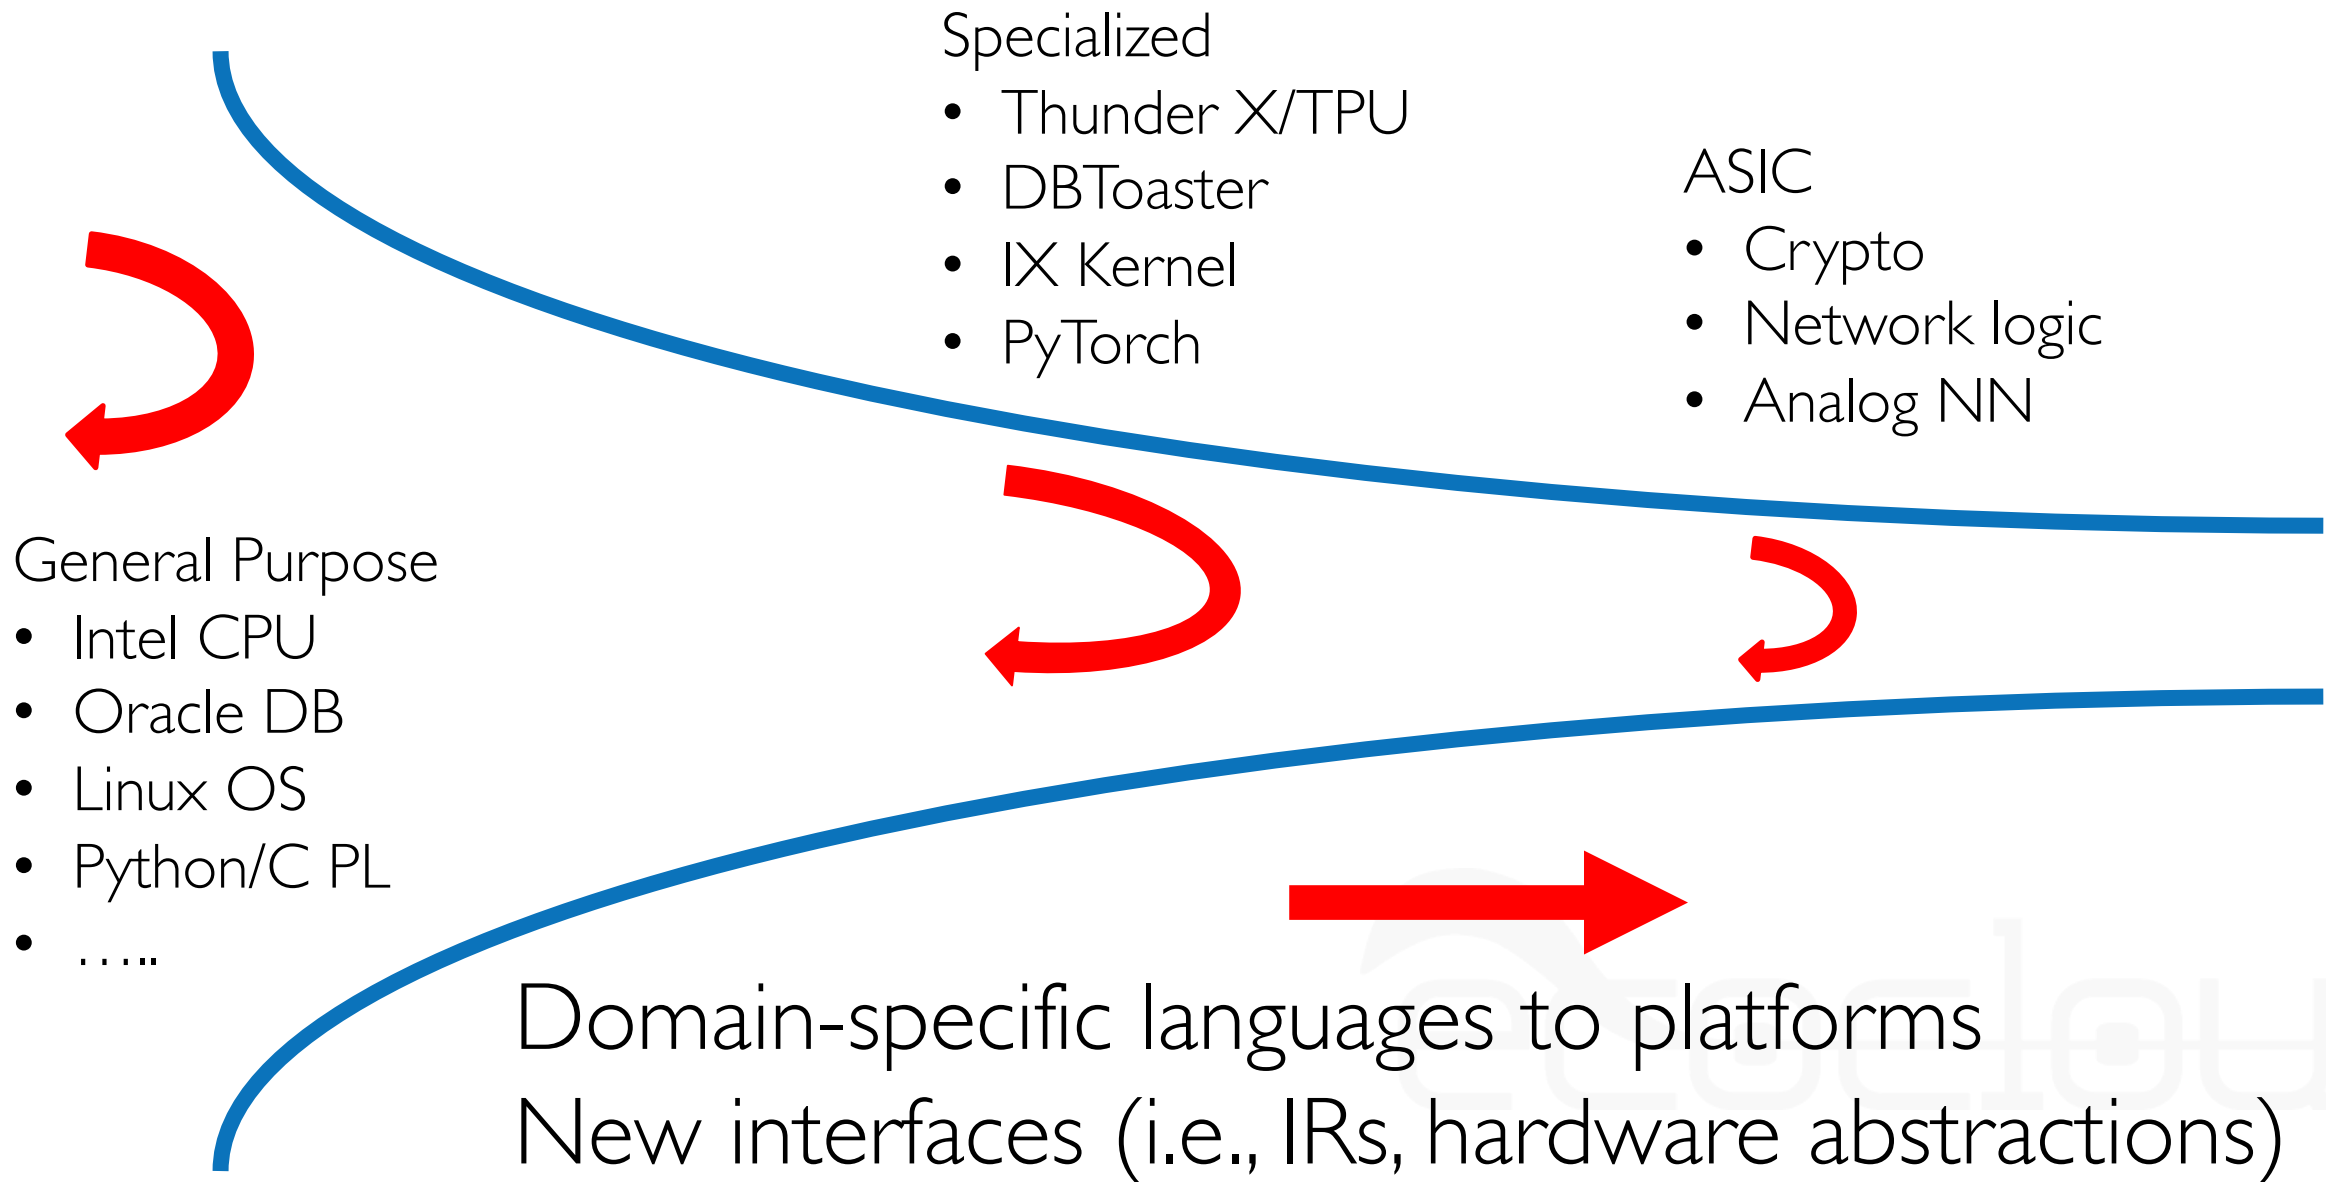 Specialized
• Thunder X/TPU
• DBToaster
• IX Kernel
• PyTorch
ASIC
• Crypto
• Network logic
• Analog NN
General Purpose
• Intel CPU
• Oracle DB
• Linux OS
• Python/C PL
• …..
Domain-specific languages to platforms
New interfaces (i.e., IRs, hardware abstractions)